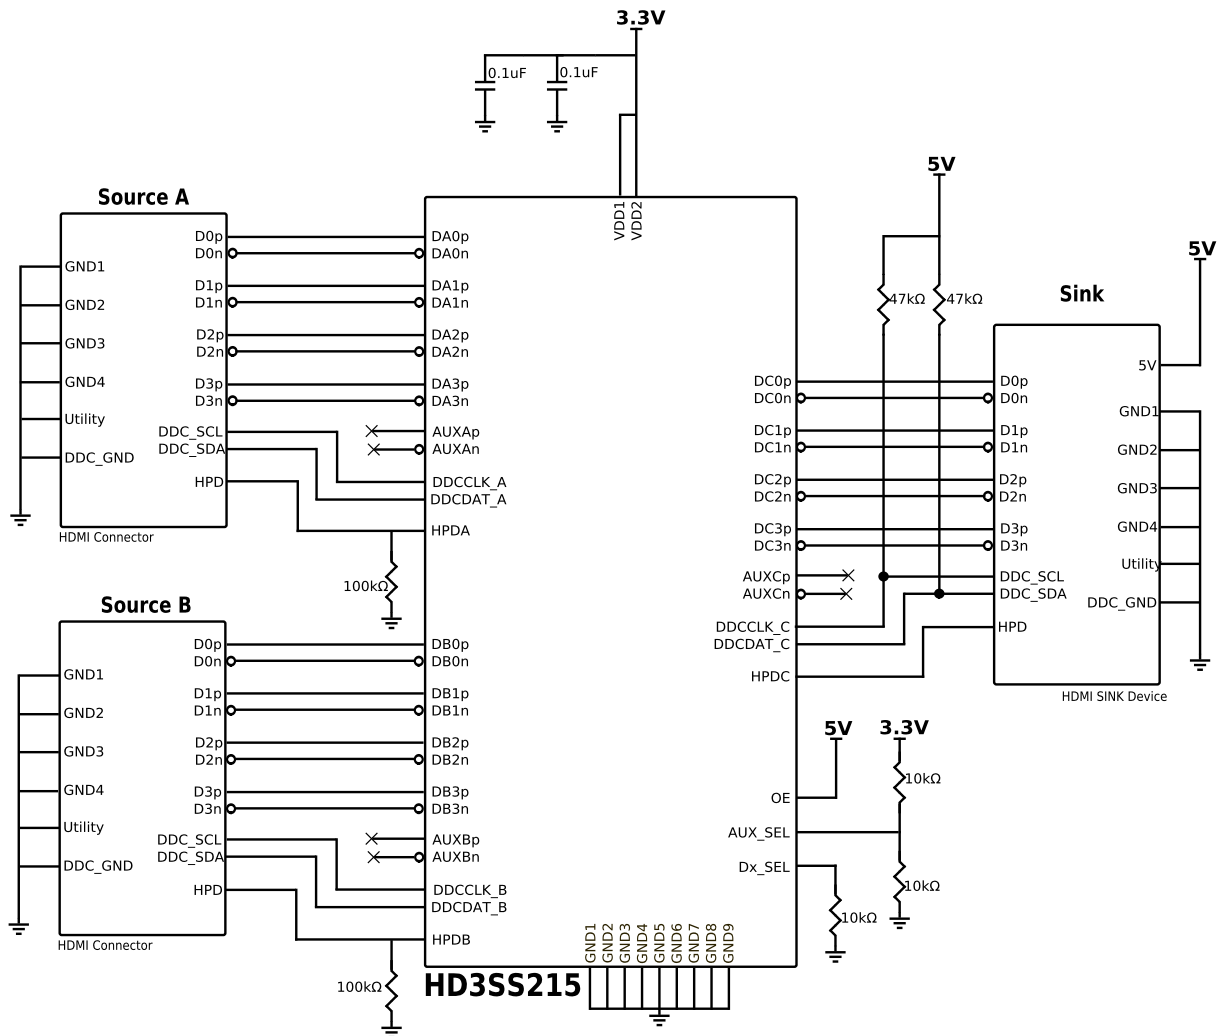 3.3V
0.1uF
0.1uF
VDD1
VDD2
Source A
GND1
GND2
GND3
GND4
Utility
DDC_GND
D0p
D0n
D1p
D1n
D2p
D2n
D3p
D3n
DDC_SCL
DDC_SDA
HPD
HDMI Connector
DA0p
DA0n
DA1p
DA1n
DA2p
DA2n
DA3p
DA3n
AUXAp
AUXAn
DDCCLK_A
DDCDAT_A
HPDA
100kΩ
Source B
GND1
GND2
GND3
GND4
Utility
DDC_GND
D0p
D0n
D1p
D1n
D2p
D2n
D3p
D3n
DDC_SCL
DDC_SDA
HPD
HDMI Connector
DB0p
DB0n
DB1p
DB1n
DB2p
DB2n
DB3p
DB3n
AUXBp
AUXBn
DDCCLK_B
DDCDAT_B
HPDB
100kΩ
HD3SS215
GND1
GND2
GND3
GND4
GND5
GND6
GND7
GND8
GND9
DC0p
DC0n
DC1p
DC1n
DC2p
DC2n
DC3p
DC3n
AUXCp
AUXCn
DDCCLK_C
DDCDAT_C
HPDC
OE
AUX_SEL
Dx_SEL
5V
47kΩ
47kΩ
5V
3.3V
10kΩ
10kΩ
10kΩ
Sink
5V
D0p
D0n
D1p
D1n
D2p
D2n
D3p
D3n
DDC_SCL
DDC_SDA
HPD
5V
GND1
GND2
GND3
GND4
Utility
DDC_GND
HDMI SINK Device